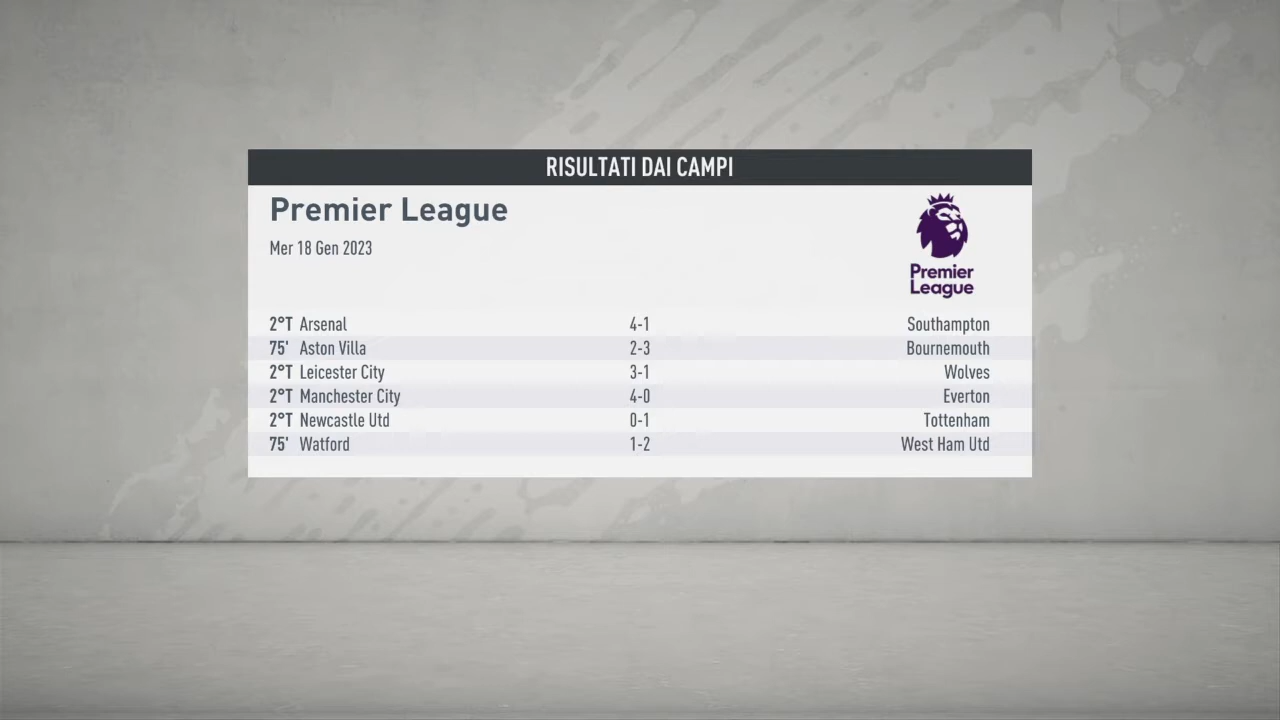 RISULTATI DAI CAMPI
Premier League
Mer 18 Gen 2023
Premier
League
2°T Arsenal 4-1 Southampton
75' Aston Villa 2-3 Bournemouth
2°T Leicester City 3-1 Wolves
2°T Manchester City 4-0 Everton
2°T Newcastle Utd 0-1 Tottenham
75' Watford 1-2 West Ham Utd